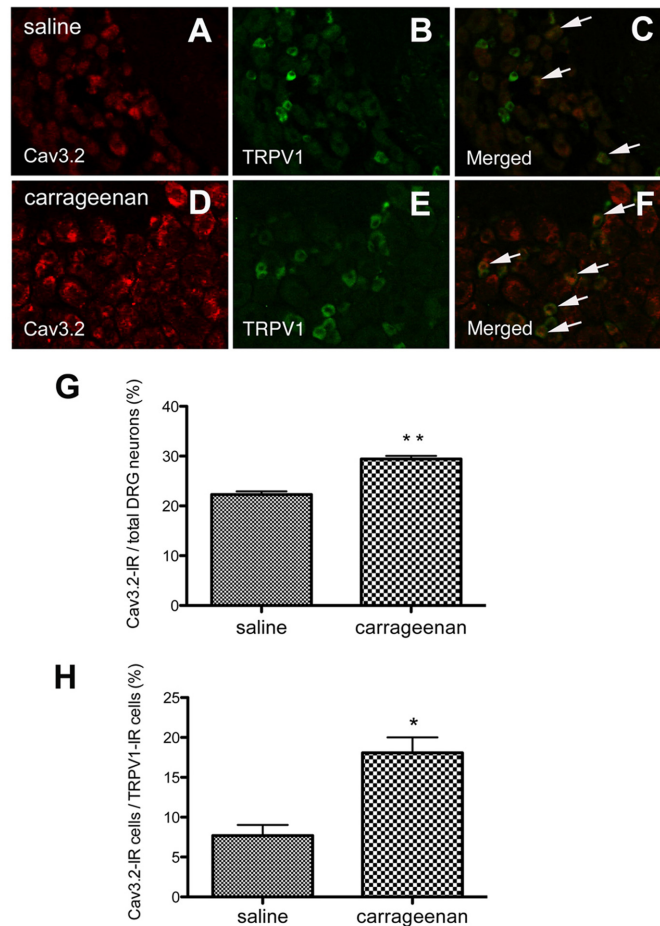 saline
A
B
C
Cav3.2
TRPV1
Merged
carrageenan
D
E
F
Cav3.2
TRPV1
Merged
G
Cav3.2-IR / total DRG neurons (%)
40
30
20
10
0
**
saline
carrageenan
H
Cav3.2-IR cells / TRPV1-IR cells (%)
25
20
15
10
5
0
*
saline
carrageenan